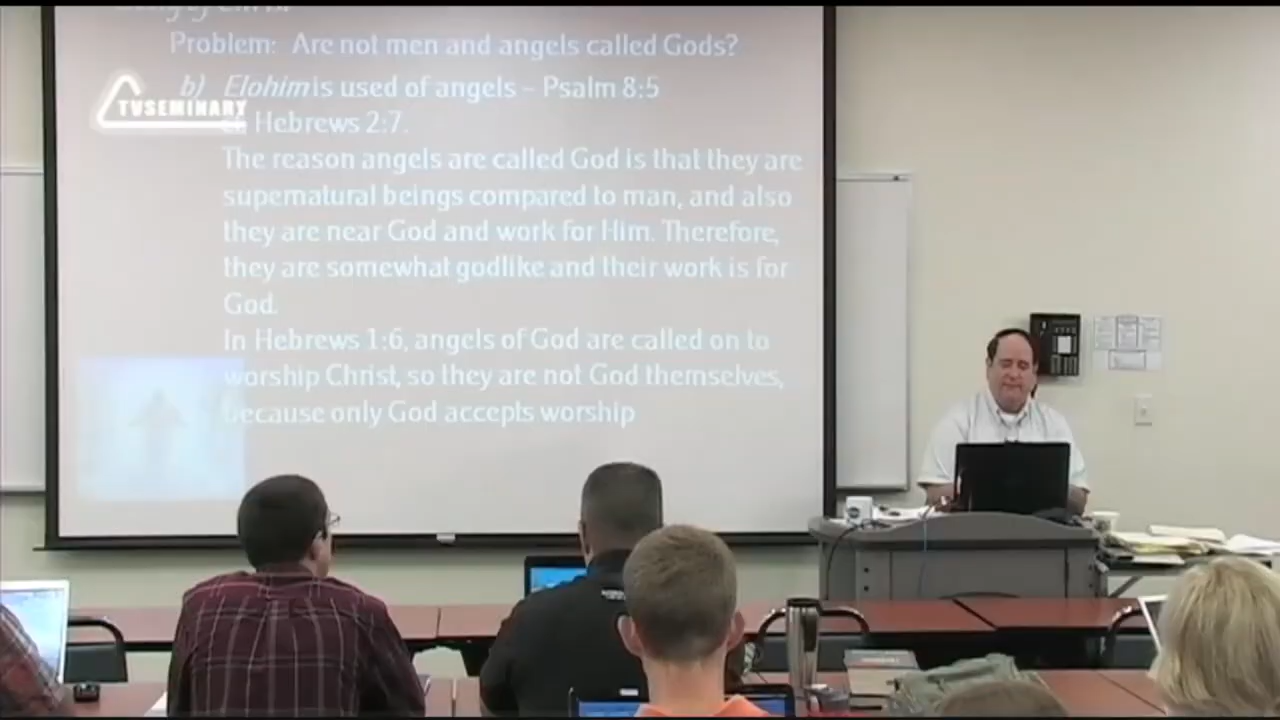 Problem: Are not men and angels called Gods?
b) Elohim is used of angels – Psalm 8:5
Hebrews 2:7.
The reason angels are called God is that they are
supernatural beings compared to man, and also
they are near God and work for Him. Therefore,
they are somewhat godlike and their work is for
God.
In Hebrews 1:6, angels of God are called on to
worship Christ, so they are not God themselves,
because only God accepts worship
TVSEMINARY